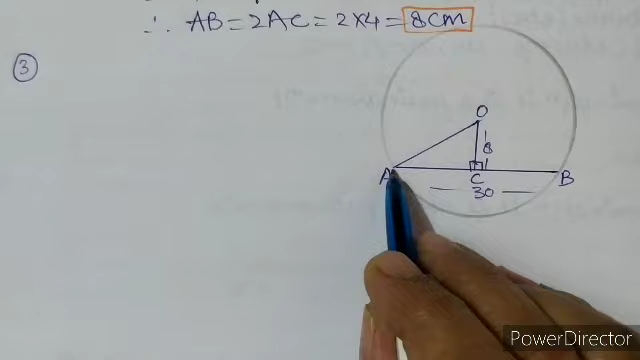 ∴ AB = 2AC = 2×4 = 8cm
3
O
8
A C B
30
PowerDirector